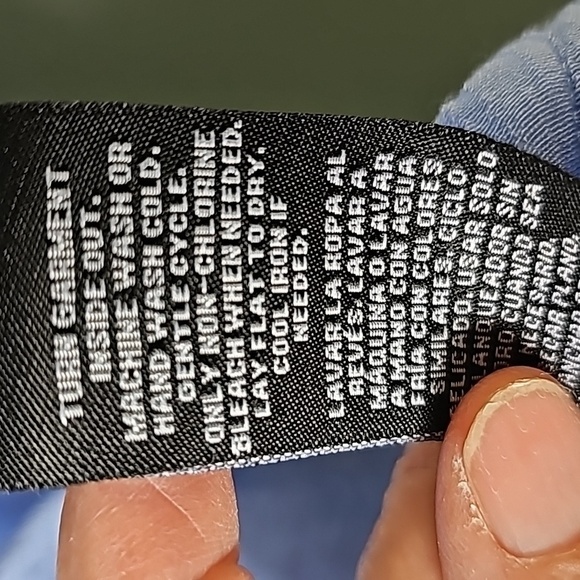 TURN GARMENT
INSIDE OUT.
MACHINE WASH OR
HAND WASH COLD.
GENTLE CYCLE.
ONLY NON-CHLORINE
BLEACH WHEN NEEDED.
LAY FLAT TO DRY.
COOL IRON IF
NEEDED.
LAVAR LA ROPA AL
REVES. LAVAR A
MAQUINA O LAVAR
A MANO CON AGUA
FRIA CON COLORES
SIMILARES. CICLO
USAR SOLO
SIN
CUANDO SEA